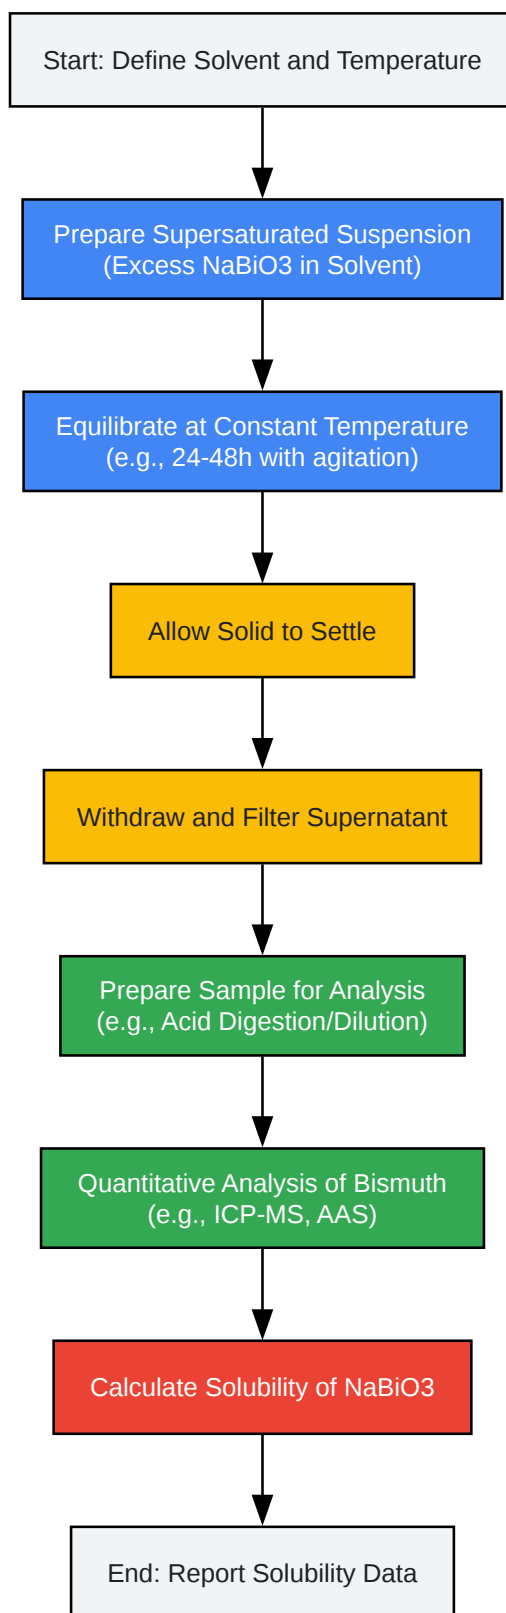 Start: Define Solvent and Temperature
Prepare Supersaturated Suspension
(Excess NaBiO3 in Solvent)
Equilibrate at Constant Temperature
(e.g., 24-48h with agitation)
Allow Solid to Settle
Withdraw and Filter Supernatant
Prepare Sample for Analysis
(e.g., Acid Digestion/Dilution)
Quantitative Analysis of Bismuth
(e.g., ICP-MS, AAS)
Calculate Solubility of NaBiO3
End: Report Solubility Data